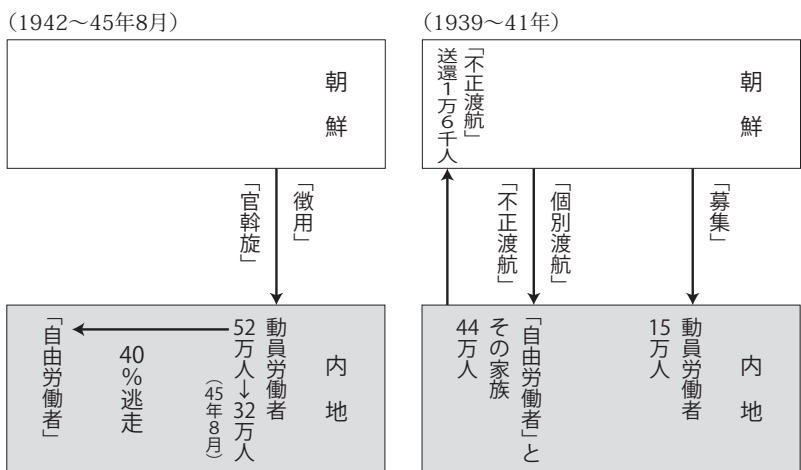 （1939～41年）
朝鮮
「不正渡航」
送還1万6千人
「募集」
「個別渡航」
「不正渡航」
内地
動員労働者
15万人
「自由労働者」と
その家族
44万人
（1942～45年8月）
朝鮮
「徴用」
「官斡旋」
内地
動員労働者
52万人→32万人
（45年8月）
40%逃走
「自由労働者」